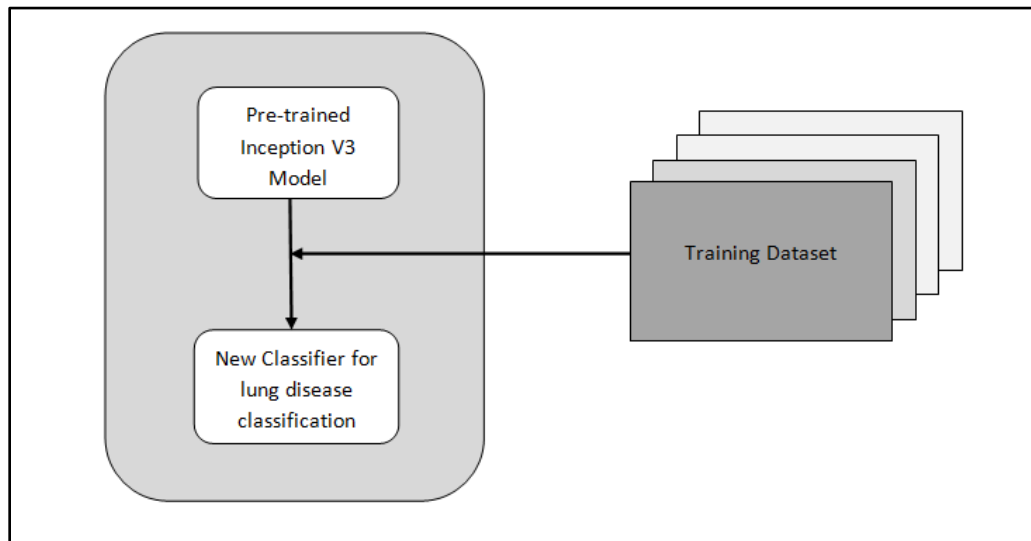 Pre-trained
Inception V3
Model
Training Dataset
New Classifier for
lung disease
classification